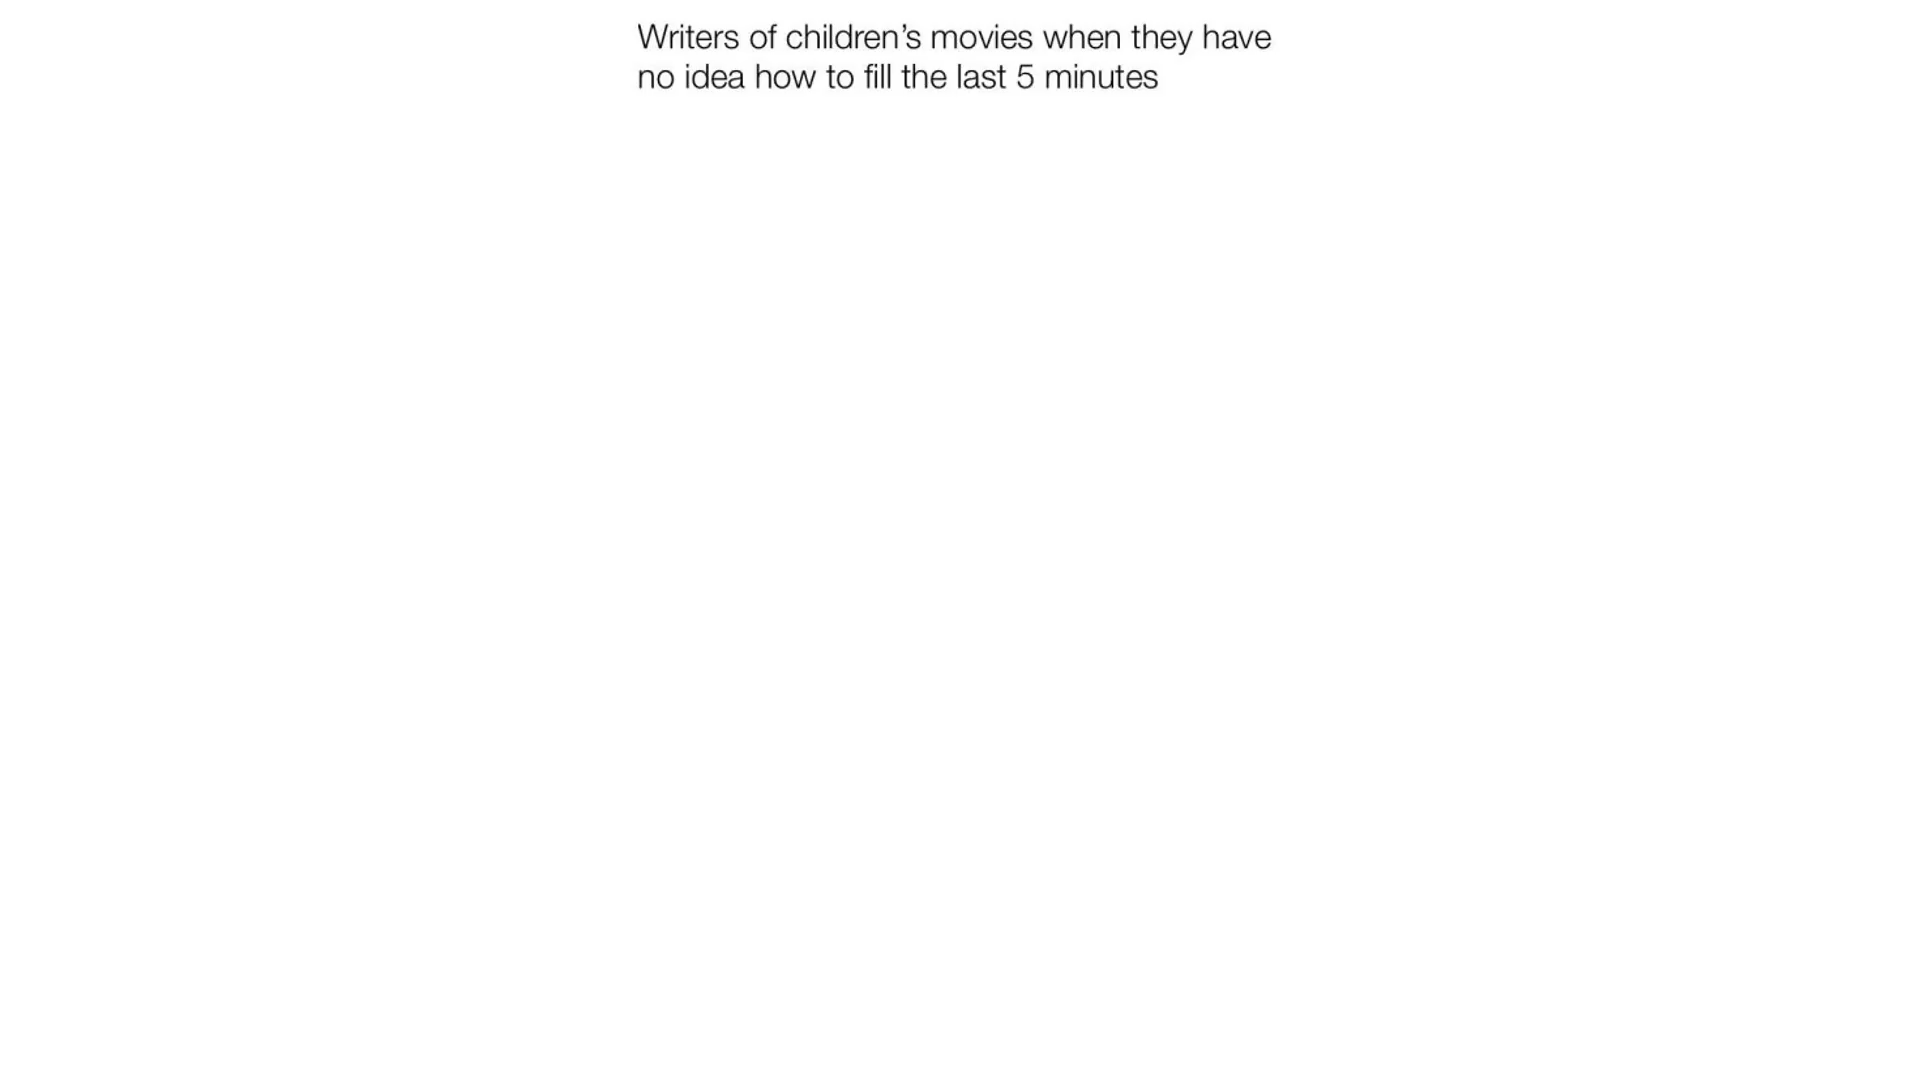 Writers of children’s movies when they have
no idea how to fill the last 5 minutes